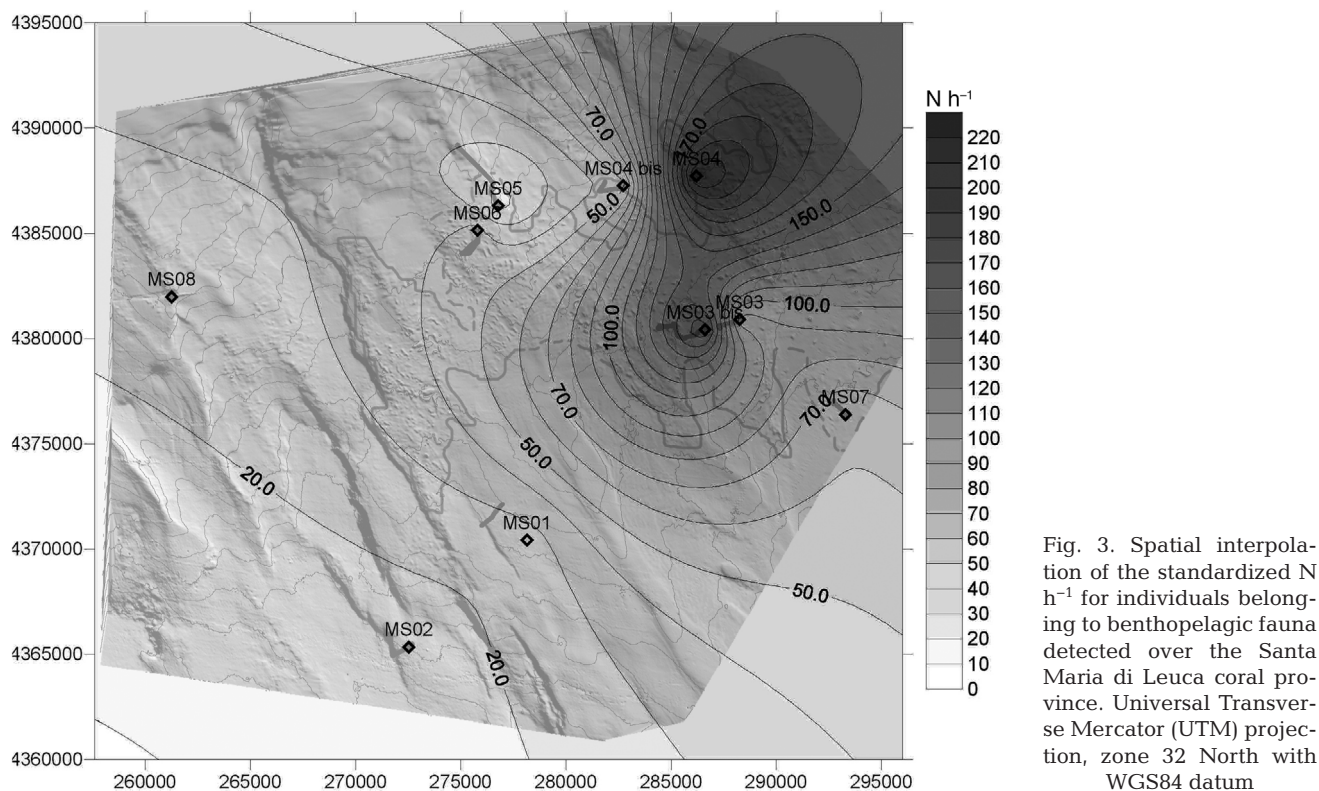 4395000
4390000
4385000
4380000
4375000
4370000
4365000
4360000
260000 265000 270000 275000 280000 285000 290000 295000
70.0
170.0
MS04 bis
MS04
MS05
50.0
MS06
150.0
MS08
MS03
100.0
MS03 bis
100.0
70.0
70.0
MS07
50.0
20.0
MS01
50.0
MS02
20.0
N h⁻¹
220
210
200
190
180
170
160
150
140
130
120
110
100
90
80
70
60
50
40
30
20
10
0
Fig. 3. Spatial interpola-
tion of the standardized N
h⁻¹ for individuals belong-
ing to benthopelagic fauna
detected over the Santa
Maria di Leuca coral pro-
vince. Universal Transver-
se Mercator (UTM) projec-
tion, zone 32 North with
WGS84 datum